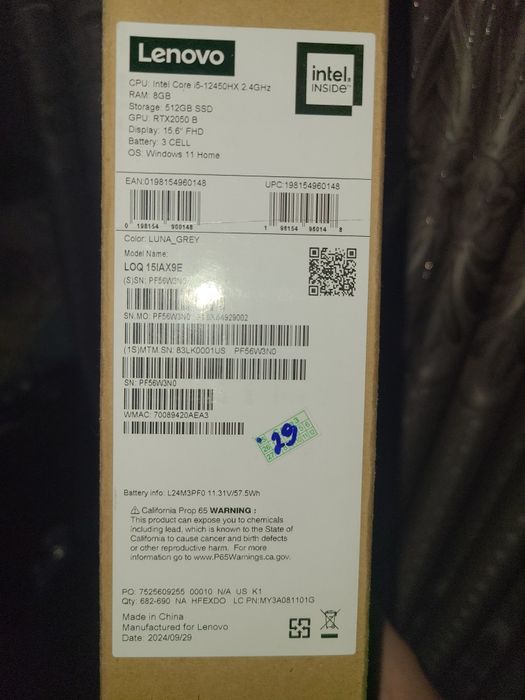 Lenovo
intel.
INSIDE™
CPU: Intel Core i5-12450HX 2.4GHz
RAM: 8GB
Storage: 512GB SSD
GPU: RTX2050 B
Display: 15.6" FHD
Battery: 3 CELL
OS: Windows 11 Home
EAN:0198154960148
UPC:198154960148
0 198154 960148
1 98154 96014 8
Color: LUNA_GREY
Model Name:
LOQ 15IAX9E
(S)SN: PF56W3N0
SN.MO: PF56W3N0
(1S)MTM.SN: 83LK0001US PF56W3N0
SN: PF56W3N0
WMAC: 70089420AEA3
29
Battery info: L24M3PF0 11.31V/57.5Wh
⚠ California Prop 65 WARNING :
This product can expose you to chemicals
including lead, which is known to the State of
California to cause cancer and birth defects
or other reproductive harm. For more
information go to www.P65Warnings.ca.gov.
PO: 7525609255 00010 N/A US K1
Qty: 682-690 NA HFEXDO LC PN:MY3A081101G
Made in China
Manufactured for Lenovo
Date: 2024/09/29